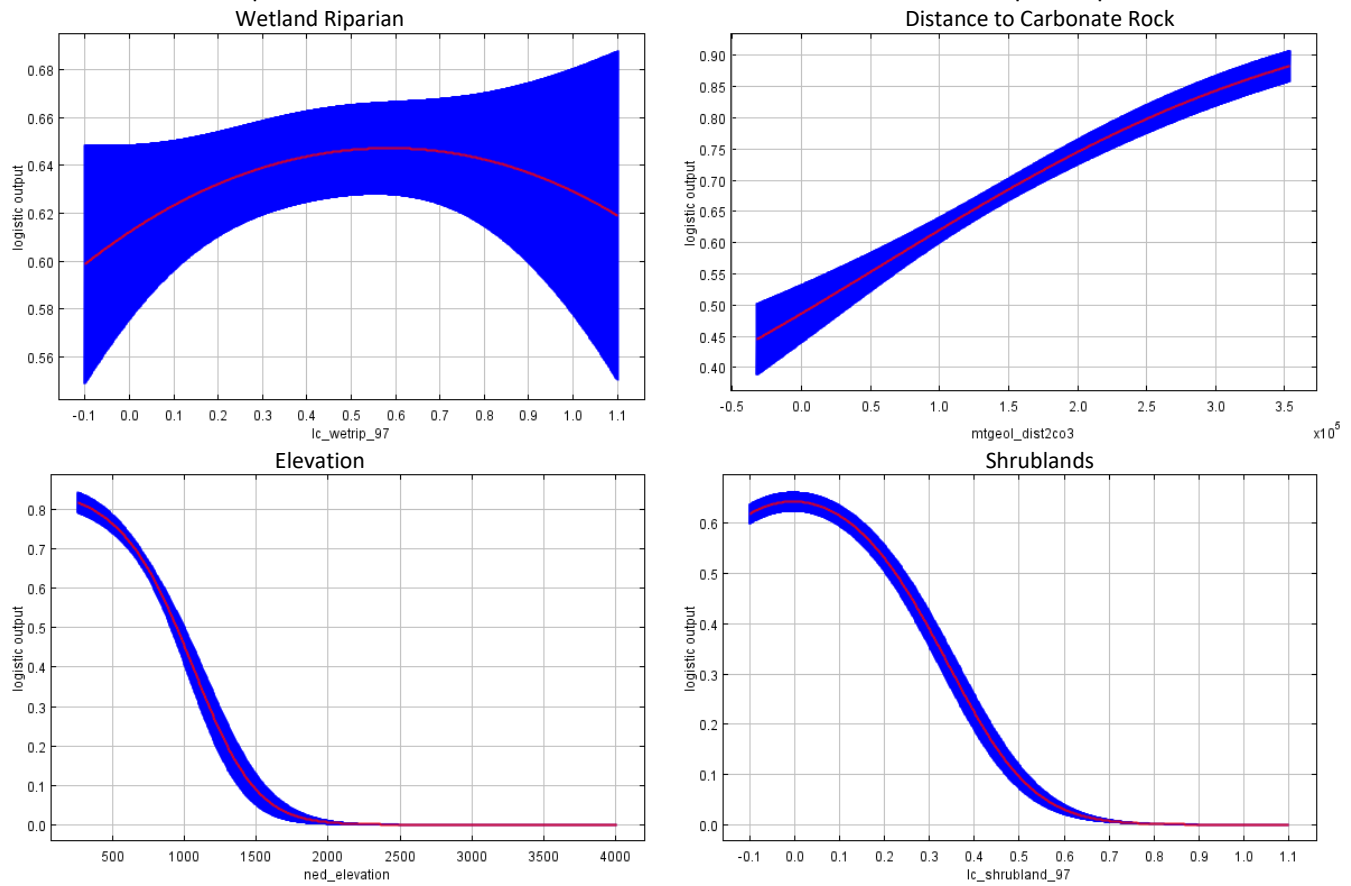 Wetland Riparian
0.68
0.66
0.64
0.62
0.60
0.58
0.56
logistic output
-0.1 0.0 0.1 0.2 0.3 0.4 0.5 0.6 0.7 0.8 0.9 1.0 1.1
lc_wetrip_97
Distance to Carbonate Rock
0.90
0.85
0.80
0.75
0.70
0.65
0.60
0.55
0.50
0.45
0.40
logistic output
-0.5 0.0 0.5 1.0 1.5 2.0 2.5 3.0 3.5
mtgeol_dist2co3 x10^5
Elevation
0.8
0.7
0.6
0.5
0.4
0.3
0.2
0.1
0.0
logistic output
500 1000 1500 2000 2500 3000 3500 4000
ned_elevation
Shrublands
0.6
0.5
0.4
0.3
0.2
0.1
0.0
logistic output
-0.1 0.0 0.1 0.2 0.3 0.4 0.5 0.6 0.7 0.8 0.9 1.0 1.1
lc_shrubland_97